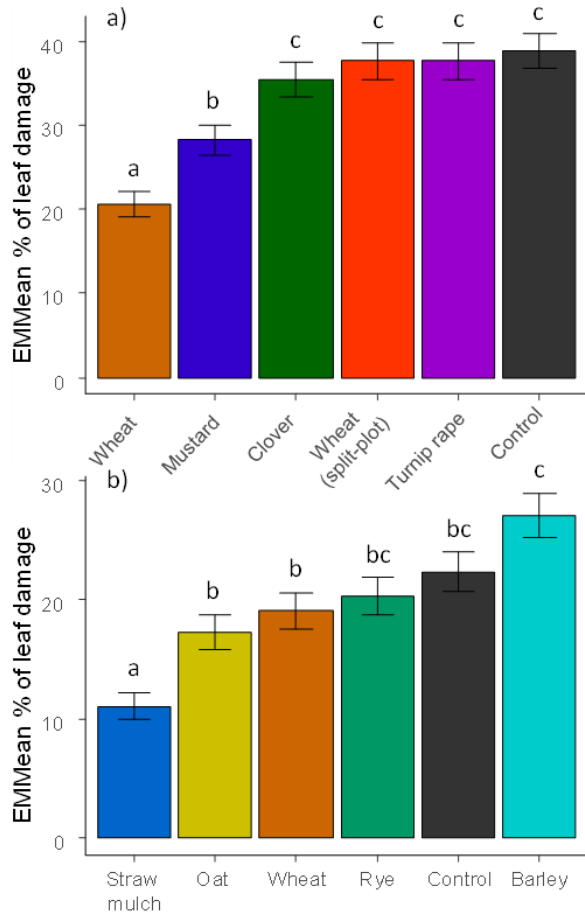 a)
EMMean % of leaf damage
40
30
20
10
0
a
b
c
c
c
c
Wheat
Mustard
Clover
Wheat
(split-plot)
Turnip rape
Control
b)
EMMean % of leaf damage
30
20
10
0
a
b
b
bc
bc
c
Straw
mulch
Oat
Wheat
Rye
Control
Barley